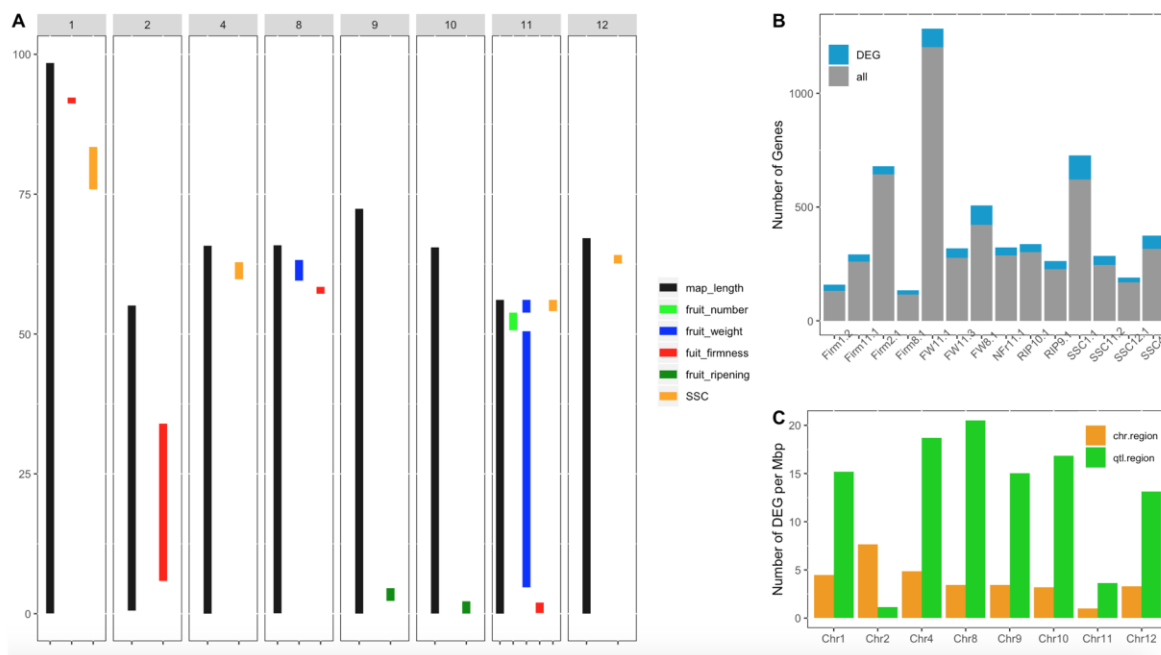 A
1 2 4 8 9 10 11 12
100
75
50
25
0
map_length
fruit_number
fruit_weight
fuit_firmness
fruit_ripening
SSC
B
Number of Genes
1000
500
0
DEG
all
Firm1.2 Firm11.1 Firm2.1 Firm8.1 FW11.1 FW11.3 FW8.1 NFr11.1 RIP10.1 RIP9.1 SSC1.1 SSC11.2 SSC12.1
C
Number of DEG per Mbp
20
15
10
5
0
chr.region
qtl.region
Chr1 Chr2 Chr4 Chr8 Chr9 Chr10 Chr11 Chr12